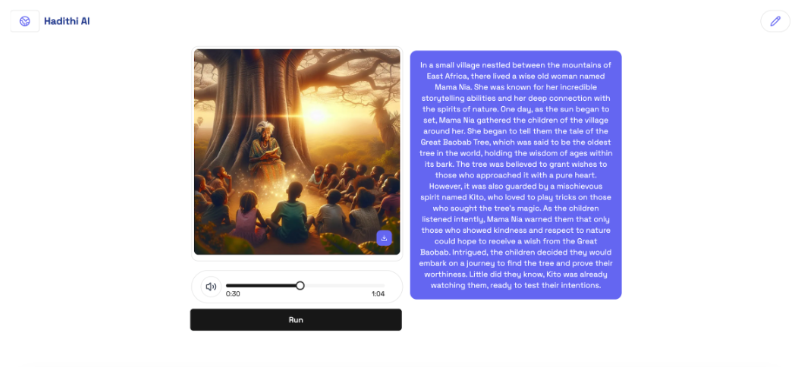 Hadithi AI
In a small village nestled between the mountains of
East Africa, there lived a wise old woman named
Mama Nia. She was known for her incredible
storytelling abilities and her deep connection with
the spirits of nature. One day, as the sun began to
set, Mama Nia gathered the children of the village
around her. She began to tell them the tale of the
Great Baobab Tree, which was said to be the oldest
tree in the world, holding the wisdom of ages within
its bark. The tree was believed to grant wishes to
those who approached it with a pure heart.
However, it was also guarded by a mischievous
spirit named Kito, who loved to play tricks on those
who sought the tree's magic. As the children
listened intently, Mama Nia warned them that only
those who showed kindness and respect to nature
could hope to receive a wish from the Great
Baobab. Intrigued, the children decided they would
embark on a journey to find the tree and prove their
worthiness. Little did they know, Kito was already
watching them, ready to test their intentions.
0:30
1:04
Run